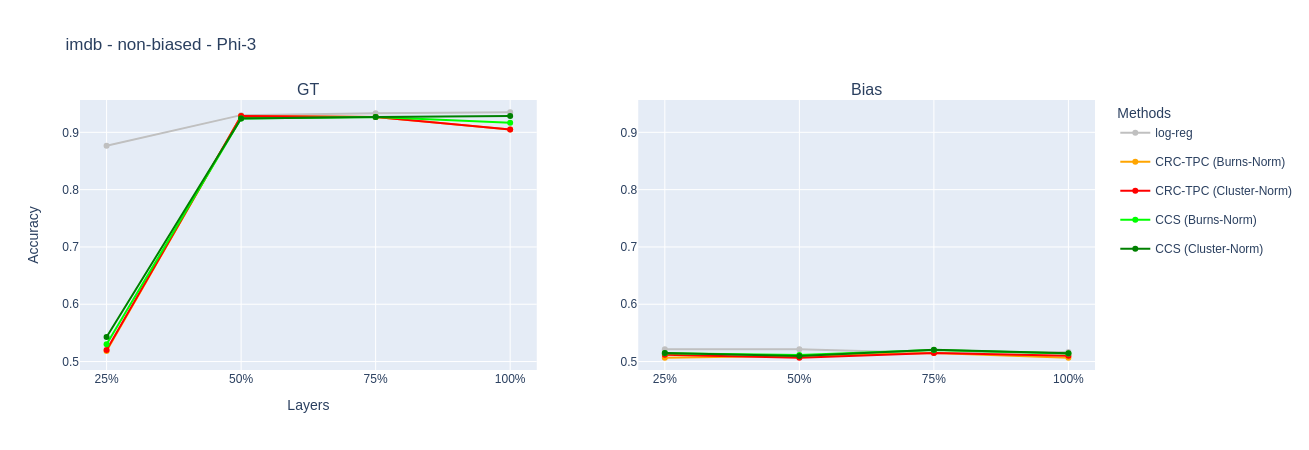 imdb - non-biased - Phi-3
GT
Accuracy
0.9
0.8
0.7
0.6
0.5
25%
50%
75%
100%
Layers
Bias
0.9
0.8
0.7
0.6
0.5
25%
50%
75%
100%
Methods
log-reg
CRC-TPC (Burns-Norm)
CRC-TPC (Cluster-Norm)
CCS (Burns-Norm)
CCS (Cluster-Norm)